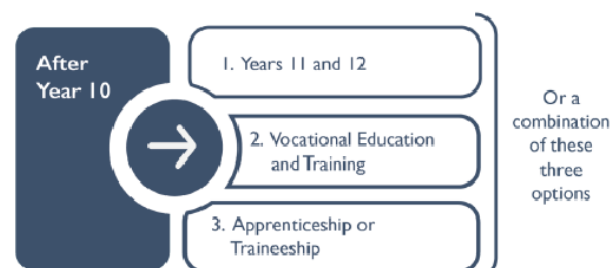 After
Year 10
1. Years 11 and 12
2. Vocational Education
and Training
3. Apprenticeship or
Traineeship
Or a
combination
of these
three
options